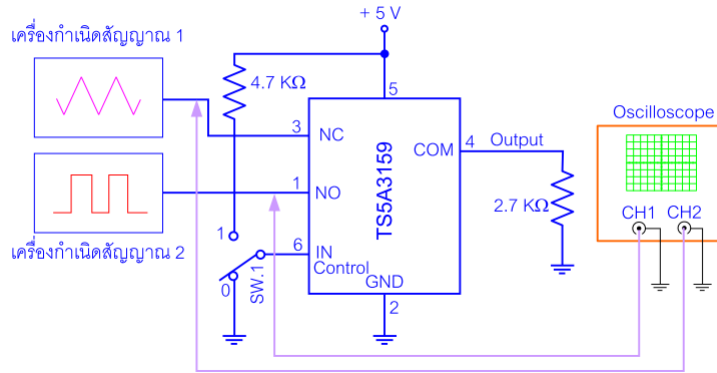 + 5 V
เครื่องกำเนิดสัญญาณ 1
4.7 KΩ
5
Oscilloscope
3
NC
COM
4
Output
TS5A3159
1
NO
2.7 KΩ
CH1
CH2
เครื่องกำเนิดสัญญาณ 2
1
6
IN
Control
SW.1
0
GND
2